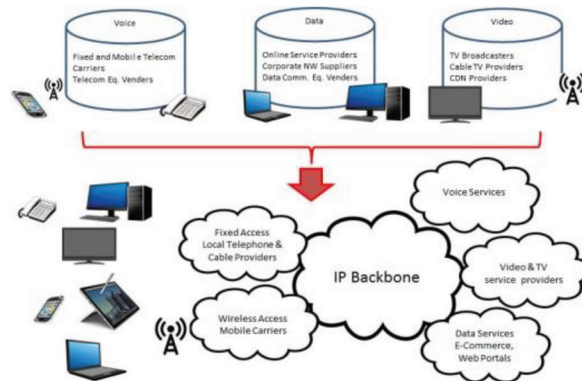 Voice
Fixed and Mobile Telecom
Carriers
Telecom Eq. Venders
Data
Online Service Providers
Corporate NW Suppliers
Data Comm. Eq. Venders
Video
TV Broadcasters
Cable TV Providers
CDN Providers
Voice Services
Fixed Access
Local Telephone &
Cable Providers
IP Backbone
Video & TV
service providers
Wireless Access
Mobile Carriers
Data Services
E-Commerce,
Web Portals